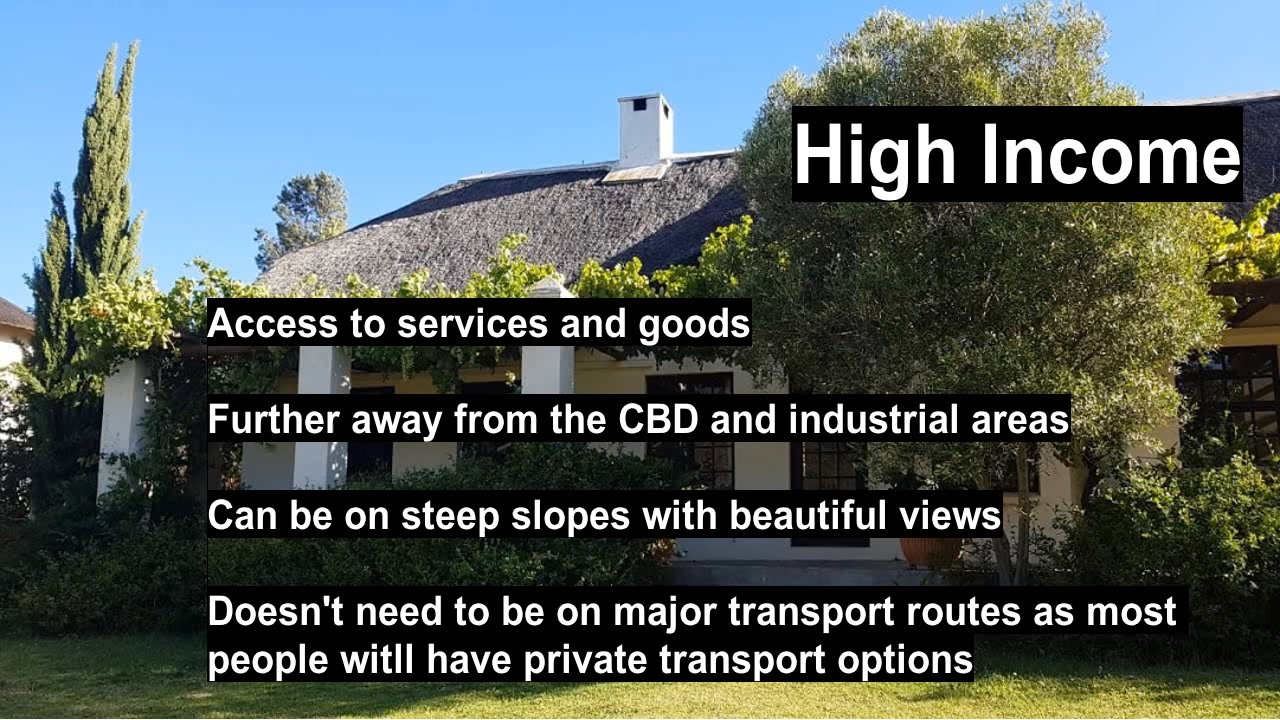 High Income
Access to services and goods
Further away from the CBD and industrial areas
Can be on steep slopes with beautiful views
Doesn't need to be on major transport routes as most
people witll have private transport options